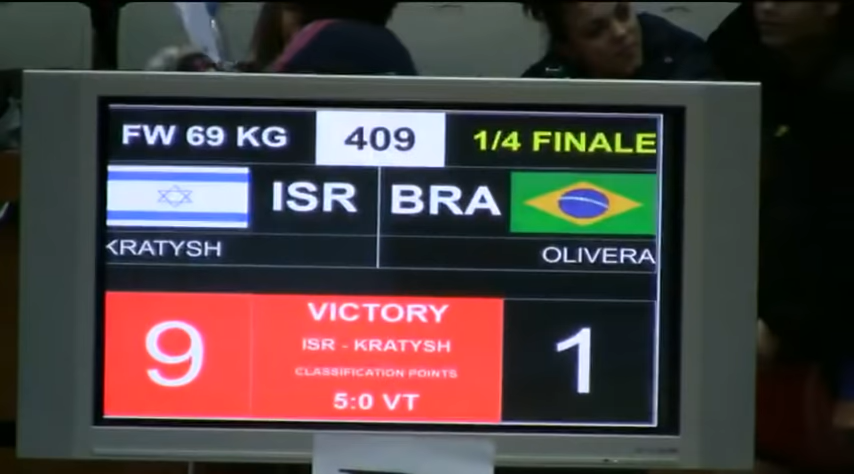 FW 69 KG 409 1/4 FINALE
ISR BRA
KRATYSH OLIVERA
9 VICTORY 1
ISR - KRATYSH
CLASSIFICATION POINTS
5:0 VT